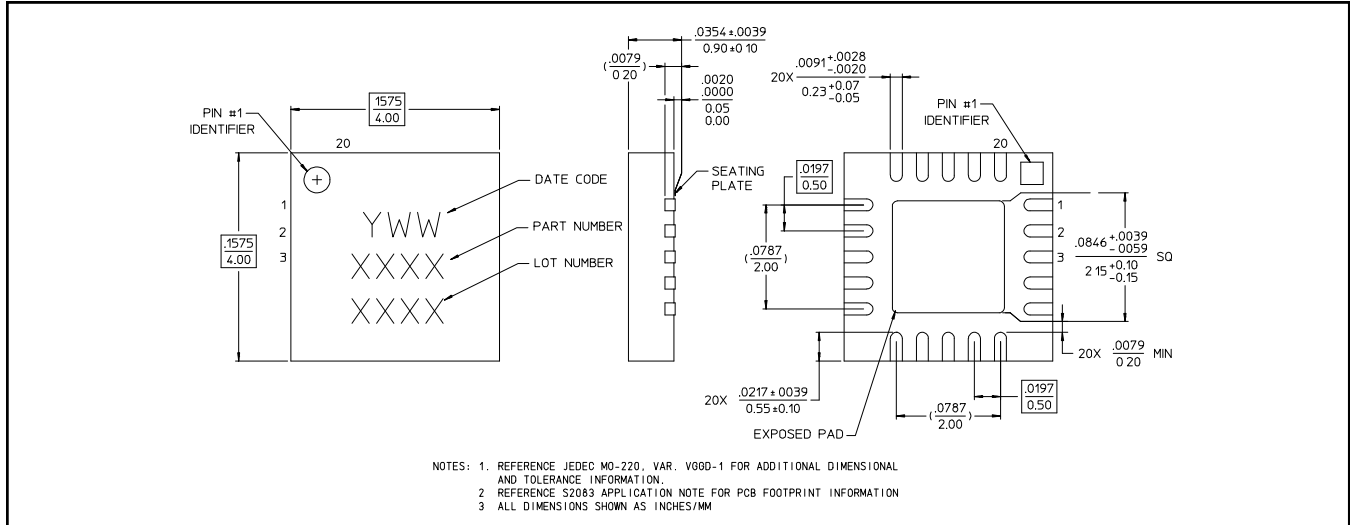 PIN #1
IDENTIFIER
.1575
4.00
20
.1575
4.00
1
2
3
YWW
XXXX
XXXX
DATE CODE
PART NUMBER
LOT NUMBER
.0354 ±.0039
0.90 ±0 10
(.0079
0 20)
.0020
.0000
0.05
0.00
SEATING
PLATE
20X .0091 +.0028
-.0020
0.23 +0.07
-0.05
PIN #1
IDENTIFIER
20
.0197
0.50
(.0787
2.00)
1
2
3
.0846 +.0039
-.0059 SQ
2 15 +0.10
-0.15
20X .0079 MIN
0 20
20X .0217 ± 0039
0.55 ±0.10
(.0787
2.00)
.0197
0.50
EXPOSED PAD
NOTES: 1. REFERENCE JEDEC MO-220, VAR. VGGD-1 FOR ADDITIONAL DIMENSIONAL
AND TOLERANCE INFORMATION.
2 REFERENCE S2083 APPLICATION NOTE FOR PCB FOOTPRINT INFORMATION
3 ALL DIMENSIONS SHOWN AS INCHES/MM